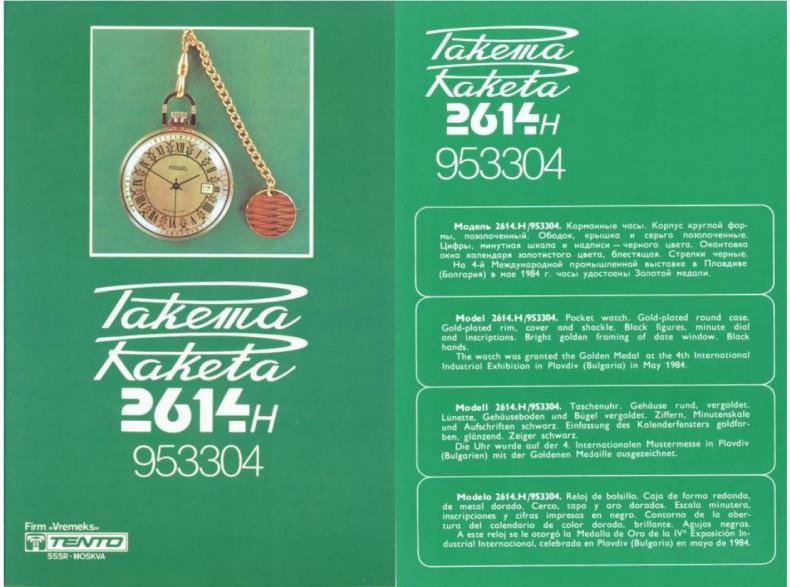 Ракета
Raketa
2614 H
953304
Firm »Vremeks«
TENTO
SSSR - MOSKVA
Ракета
Raketa
2614 H
953304
Модель 2614.Н/953304. Карманные часы. Корпус круглой фор-
мы, позолоченный. Ободок, крышка и серьга позолоченные.
Цифры, минутная шкала и надписи — черного цвета. Окантовка
окна календаря золотистого цвета, блестящая. Стрелки черные.
На 4-й Международной промышленной выставке в Пловдиве
(Болгария) в мае 1984 г. часы удостоены Золотой медали.
Model 2614.H/953304. Pocket watch. Gold-plated round case.
Gold-plated rim, cover and shackle. Black figures, minute dial
and inscriptions. Bright golden framing of date window. Black
hands.
The watch was granted the Golden Medal at the 4th International
Industrial Exhibition in Plovdiv (Bulgaria) in May 1984.
Modell 2614.H/953304. Taschenuhr. Gehäuse rund, vergoldet.
Lünette, Gehäuseboden und Bügel vergoldet. Ziffern, Minutenskale
und Aufschriften schwarz. Einfassung des Kalenderfensters goldfar-
ben, glänzend. Zeiger schwarz.
Die Uhr wurde auf der 4. Internationalen Mustermesse in Plovdiv
(Bulgarien) mit der Goldenen Medaille ausgezeichnet.
Modelo 2614.H/953304. Reloj de bolsillo. Caja de forma redonda,
de metal dorado. Cerco, tapa y aro dorados. Escala minutera,
inscripciones y cifras impresas en negro. Contorno de la aber-
tura del calendario de color dorado, brillante. Agujas negras.
A este reloj se le otorgó la Medalla de Oro de la IVª Exposición In-
dustrial Internacional, celebrada en Plovdiv (Bulgaria) en mayo de 1984.